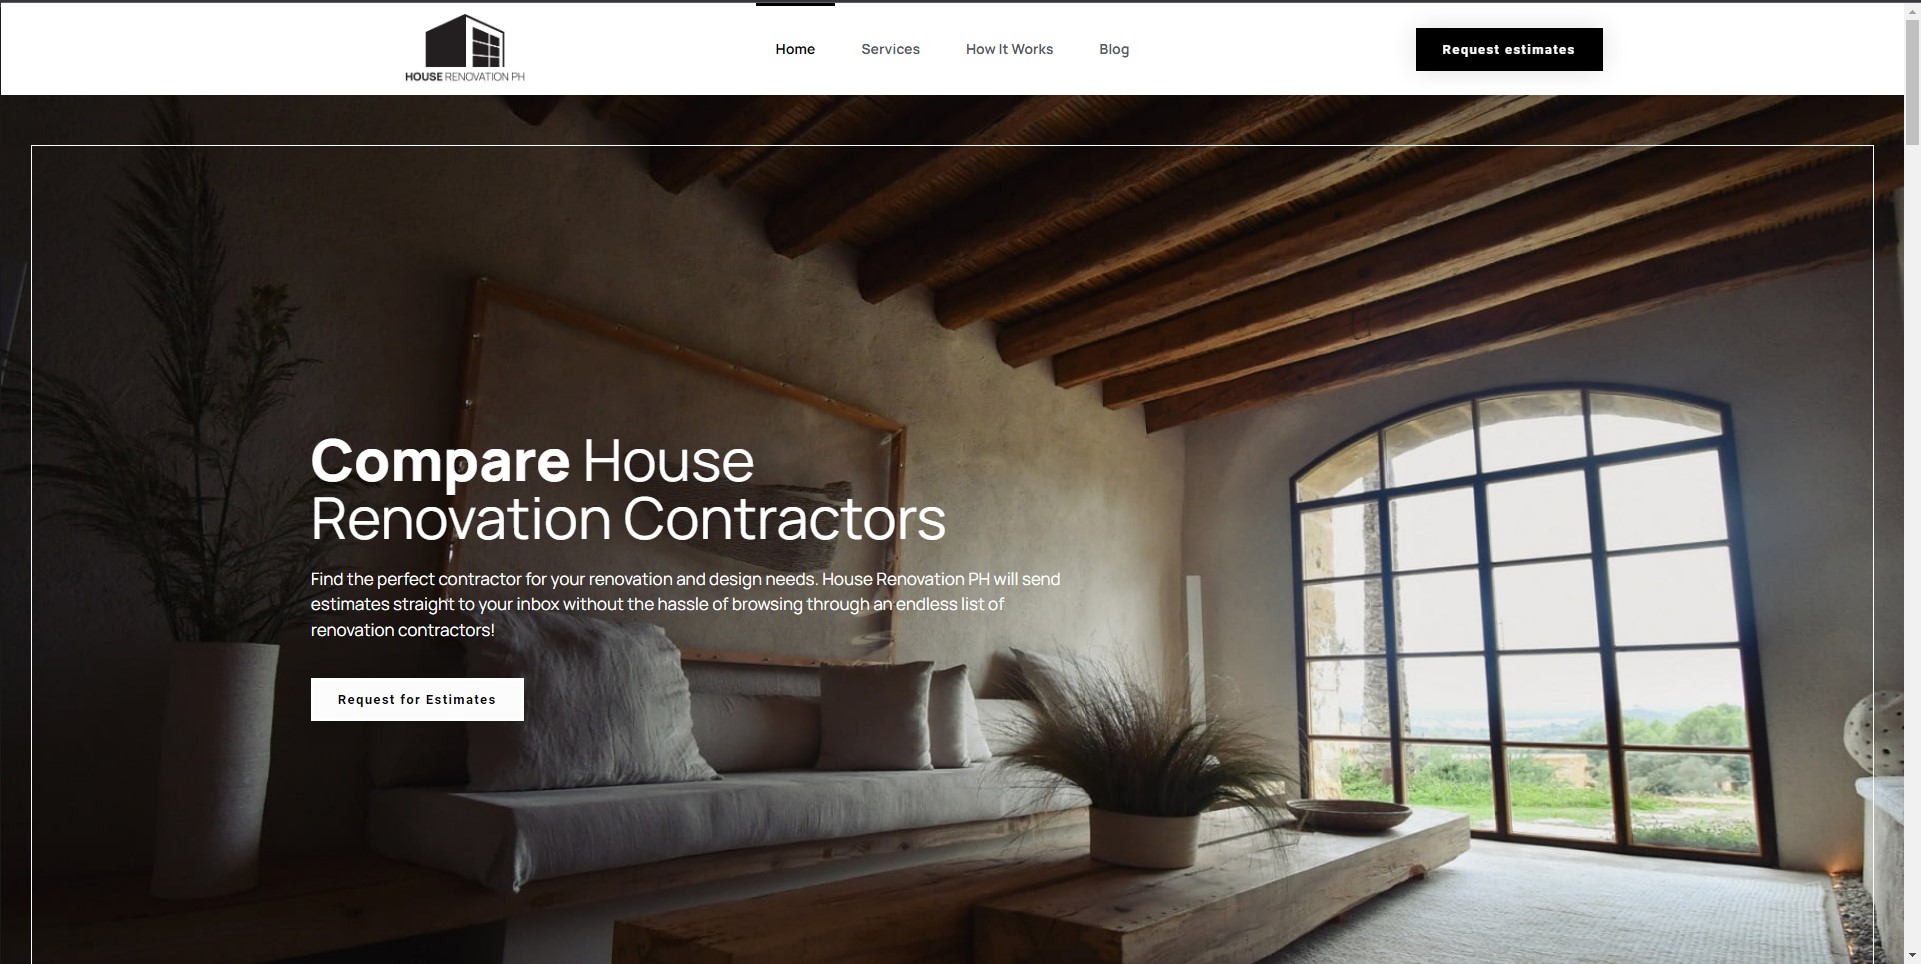 HOUSE RENOVATION PH
Home
Services
How It Works
Blog
Request estimates
Compare House
Renovation Contractors
Find the perfect contractor for your renovation and design needs. House Renovation PH will send
estimates straight to your inbox without the hassle of browsing through an endless list of
renovation contractors!
Request for Estimates